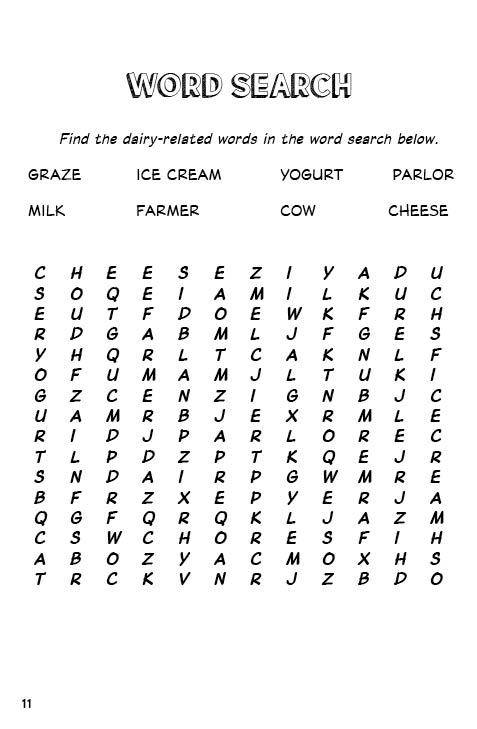 WORD SEARCH
Find the dairy-related words in the word search below.
GRAZE ICE CREAM YOGURT PARLOR
MILK FARMER COW CHEESE
C H E E S E Z I Y A D U
S O Q E I A M I L K U C
E U T F D O E W K F R H
R D G A B M L J F G E S
Y H Q R L T C A K N L F
O F U M A M J L T U K I
G Z C E N Z I G N B J C
U A M R B J E X R M L E
R I D J P A R L O R E C
T L P D Z P T K Q E J R
S N D A I R P G W M R E
B F R Z X E P Y E R J A
Q G F Q R Q K L J A Z M
C S W C H O R E S F I H
A B O Z Y A C M O X H S
T R C K V N R J Z B D O
11